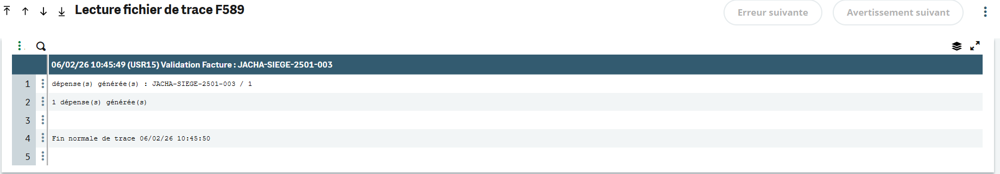 Lecture fichier de trace F589
Erreur suivante
Avertissement suivant
06/02/26 10:45:49 (USR15) Validation Facture : JACHA-SIEGE-2501-003
1 dépense(s) générée(s) : JACHA-SIEGE-2501-003 / 1
2 1 dépense(s) générée(s)
3
4 Fin normale de trace 06/02/26 10:45:50
5